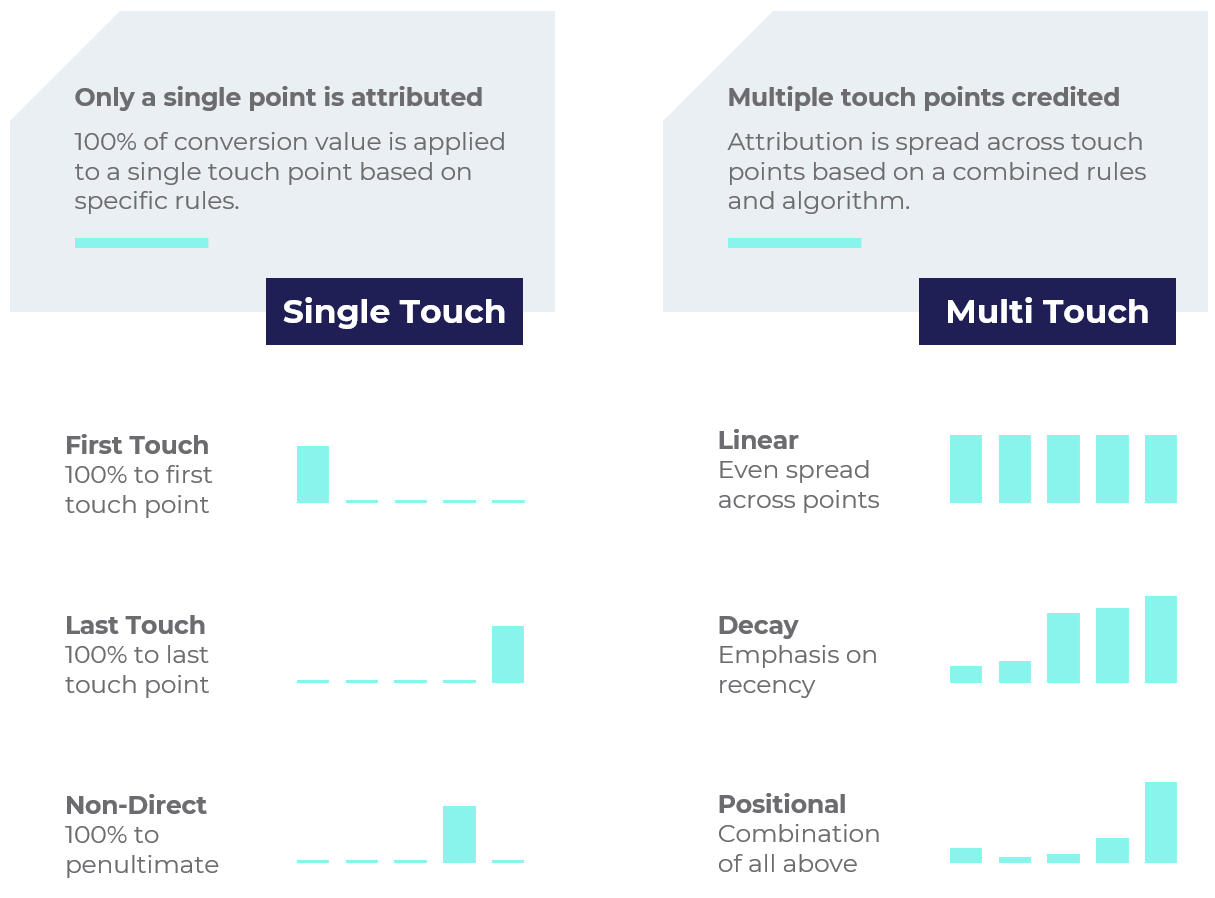 Only a single point is attributed
100% of conversion value is applied
to a single touch point based on
specific rules.
Single Touch
First Touch
100% to first
touch point
Last Touch
100% to last
touch point
Non-Direct
100% to
penultimate
Multiple touch points credited
Attribution is spread across touch
points based on a combined rules
and algorithm.
Multi Touch
Linear
Even spread
across points
Decay
Emphasis on
recency
Positional
Combination
of all above